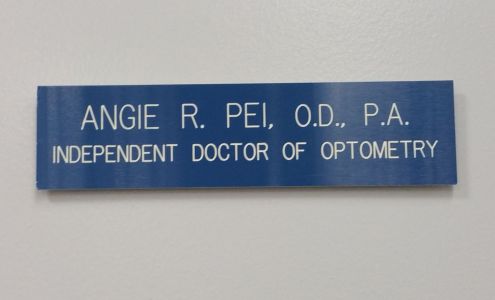 ANGIE R. PEI, O.D., P.A.
INDEPENDENT DOCTOR OF OPTOMETRY